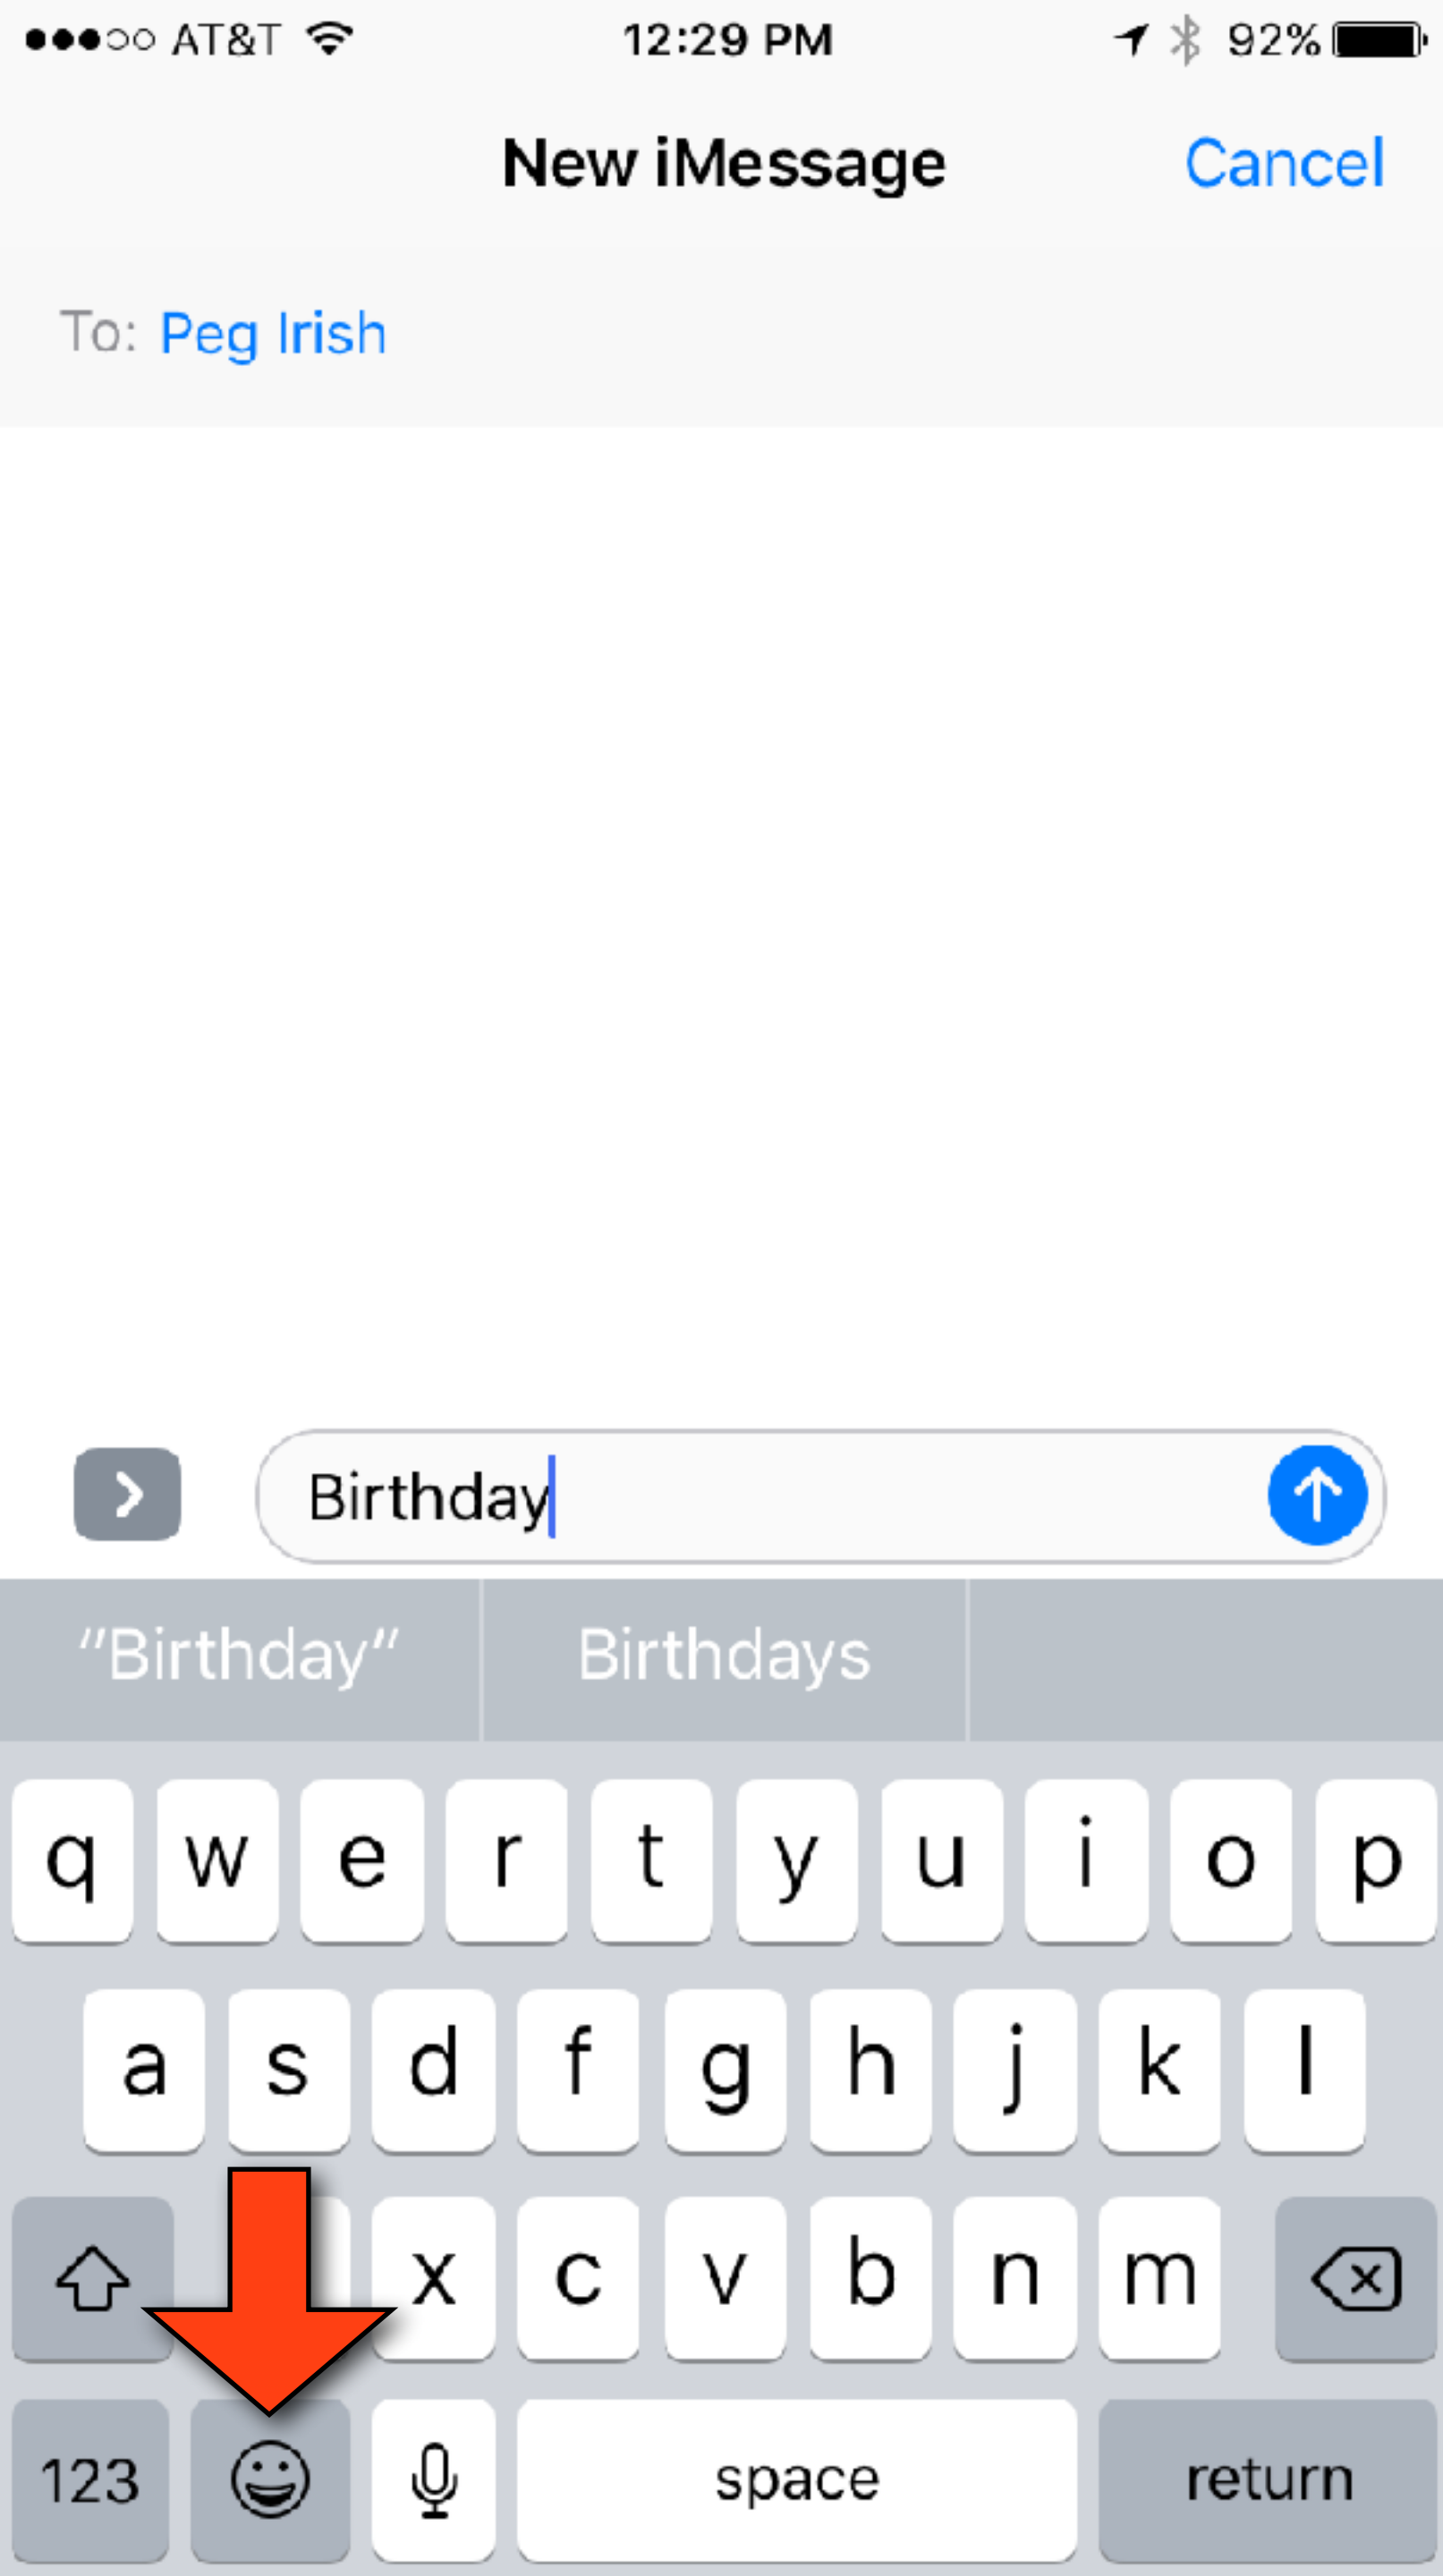 AT&T 12:29 PM 92%
New iMessage Cancel
To: Peg Irish
Birthday
"Birthday" Birthdays
q w e r t y u i o p
a s d f g h j k l
x c v b n m
123 space return